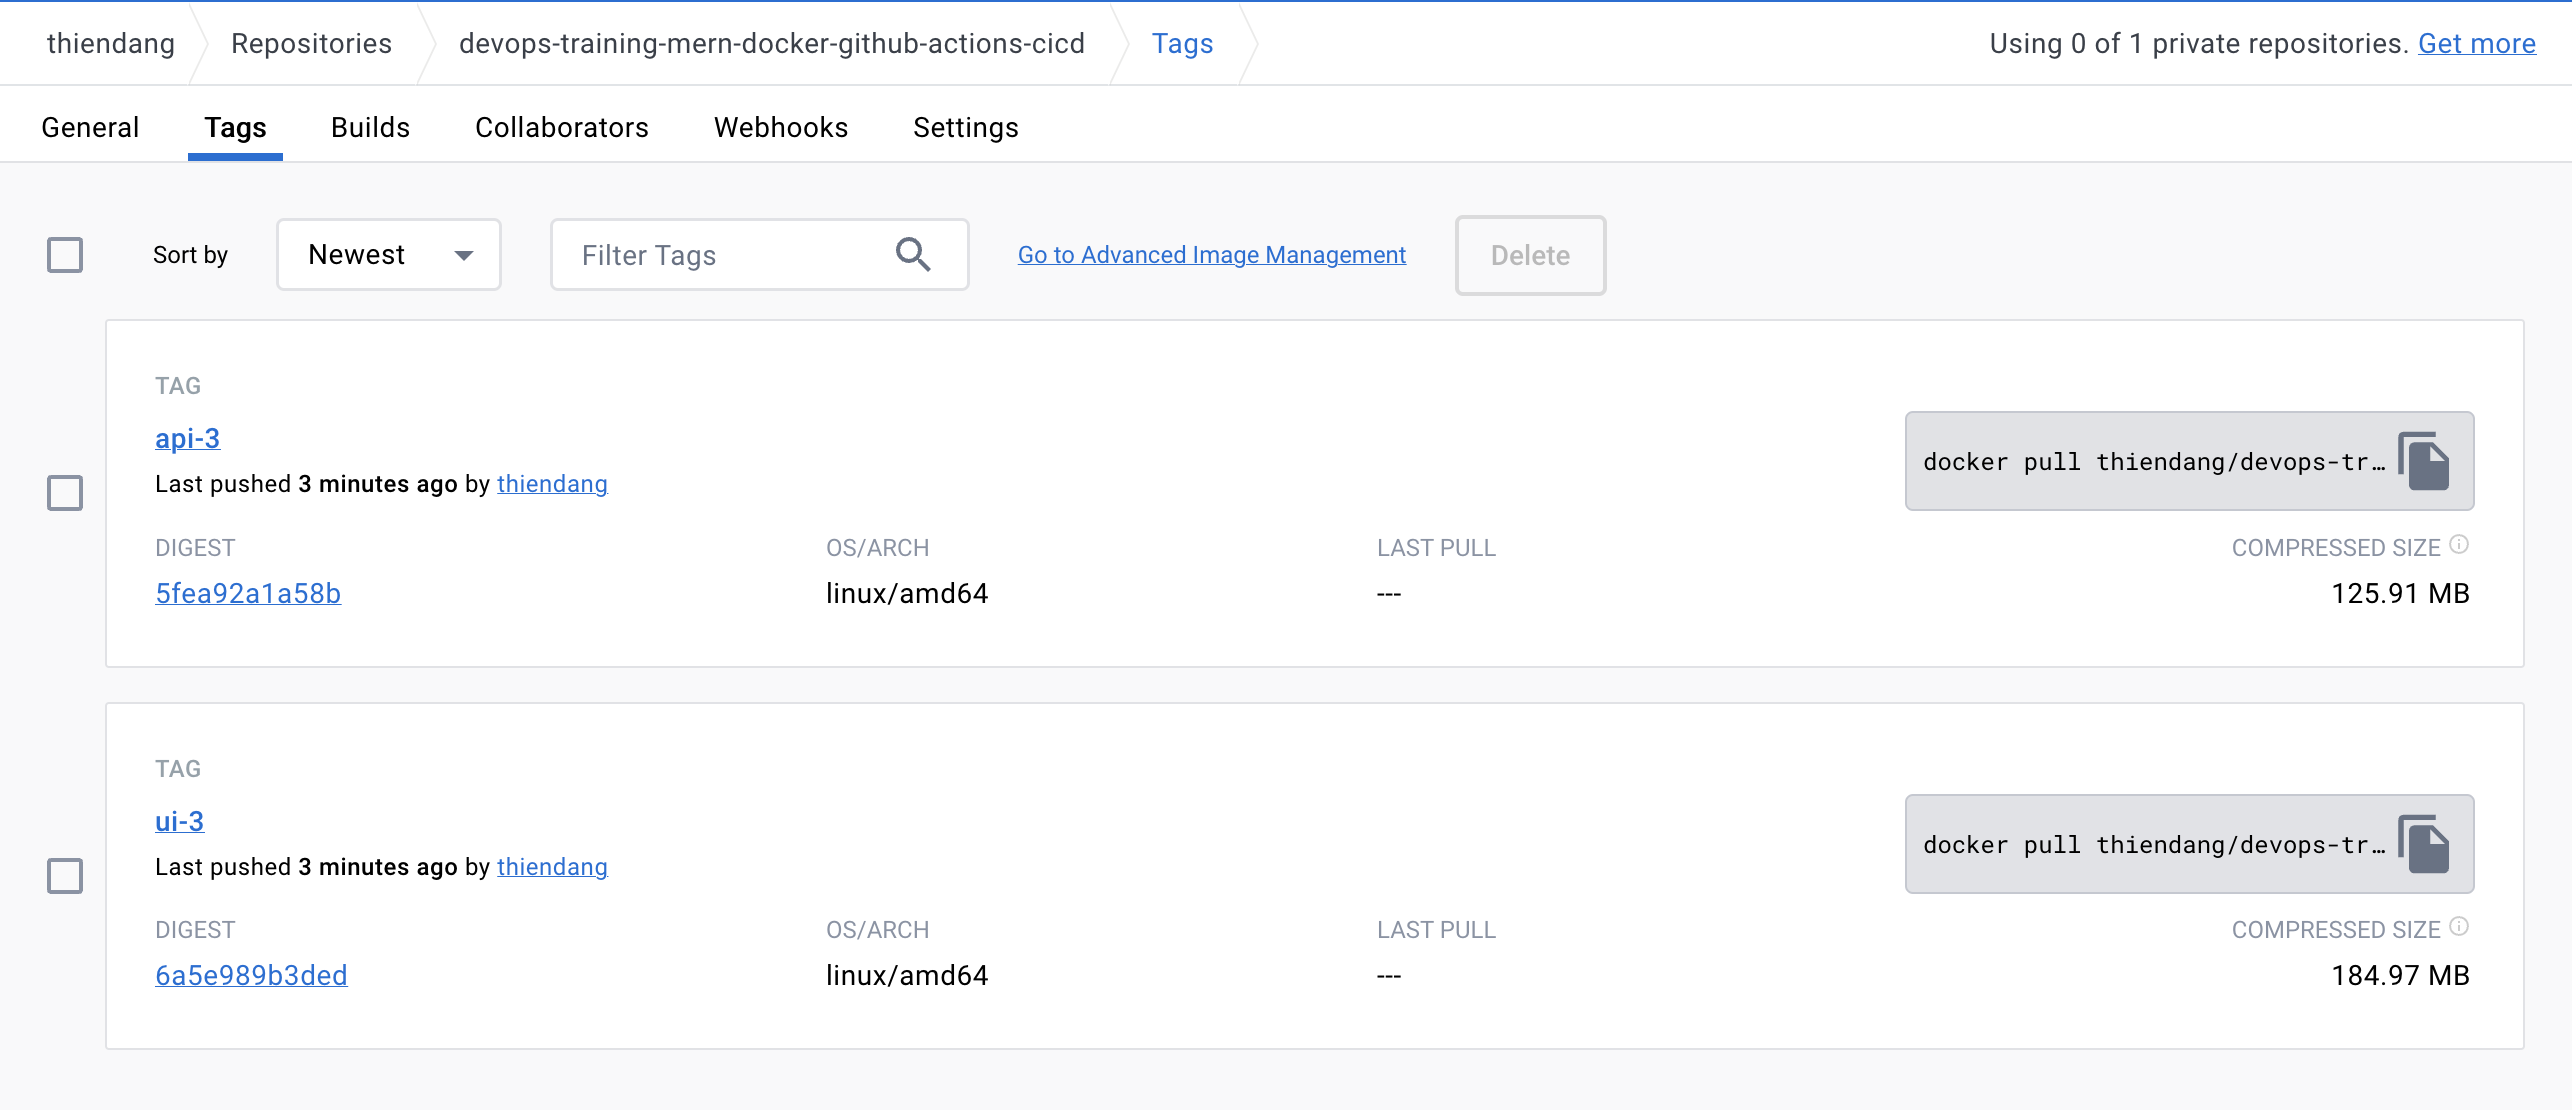 thiendang Repositories devops-training-mern-docker-github-actions-cicd Tags Using 0 of 1 private repositories. Get more
General Tags Builds Collaborators Webhooks Settings
Sort by Newest Filter Tags Go to Advanced Image Management Delete
TAG
api-3
Last pushed 3 minutes ago by thiendang
docker pull thiendang/devops-tr…
DIGEST OS/ARCH LAST PULL COMPRESSED SIZE
5fea92a1a58b linux/amd64 --- 125.91 MB
TAG
ui-3
Last pushed 3 minutes ago by thiendang
docker pull thiendang/devops-tr…
DIGEST OS/ARCH LAST PULL COMPRESSED SIZE
6a5e989b3ded linux/amd64 --- 184.97 MB